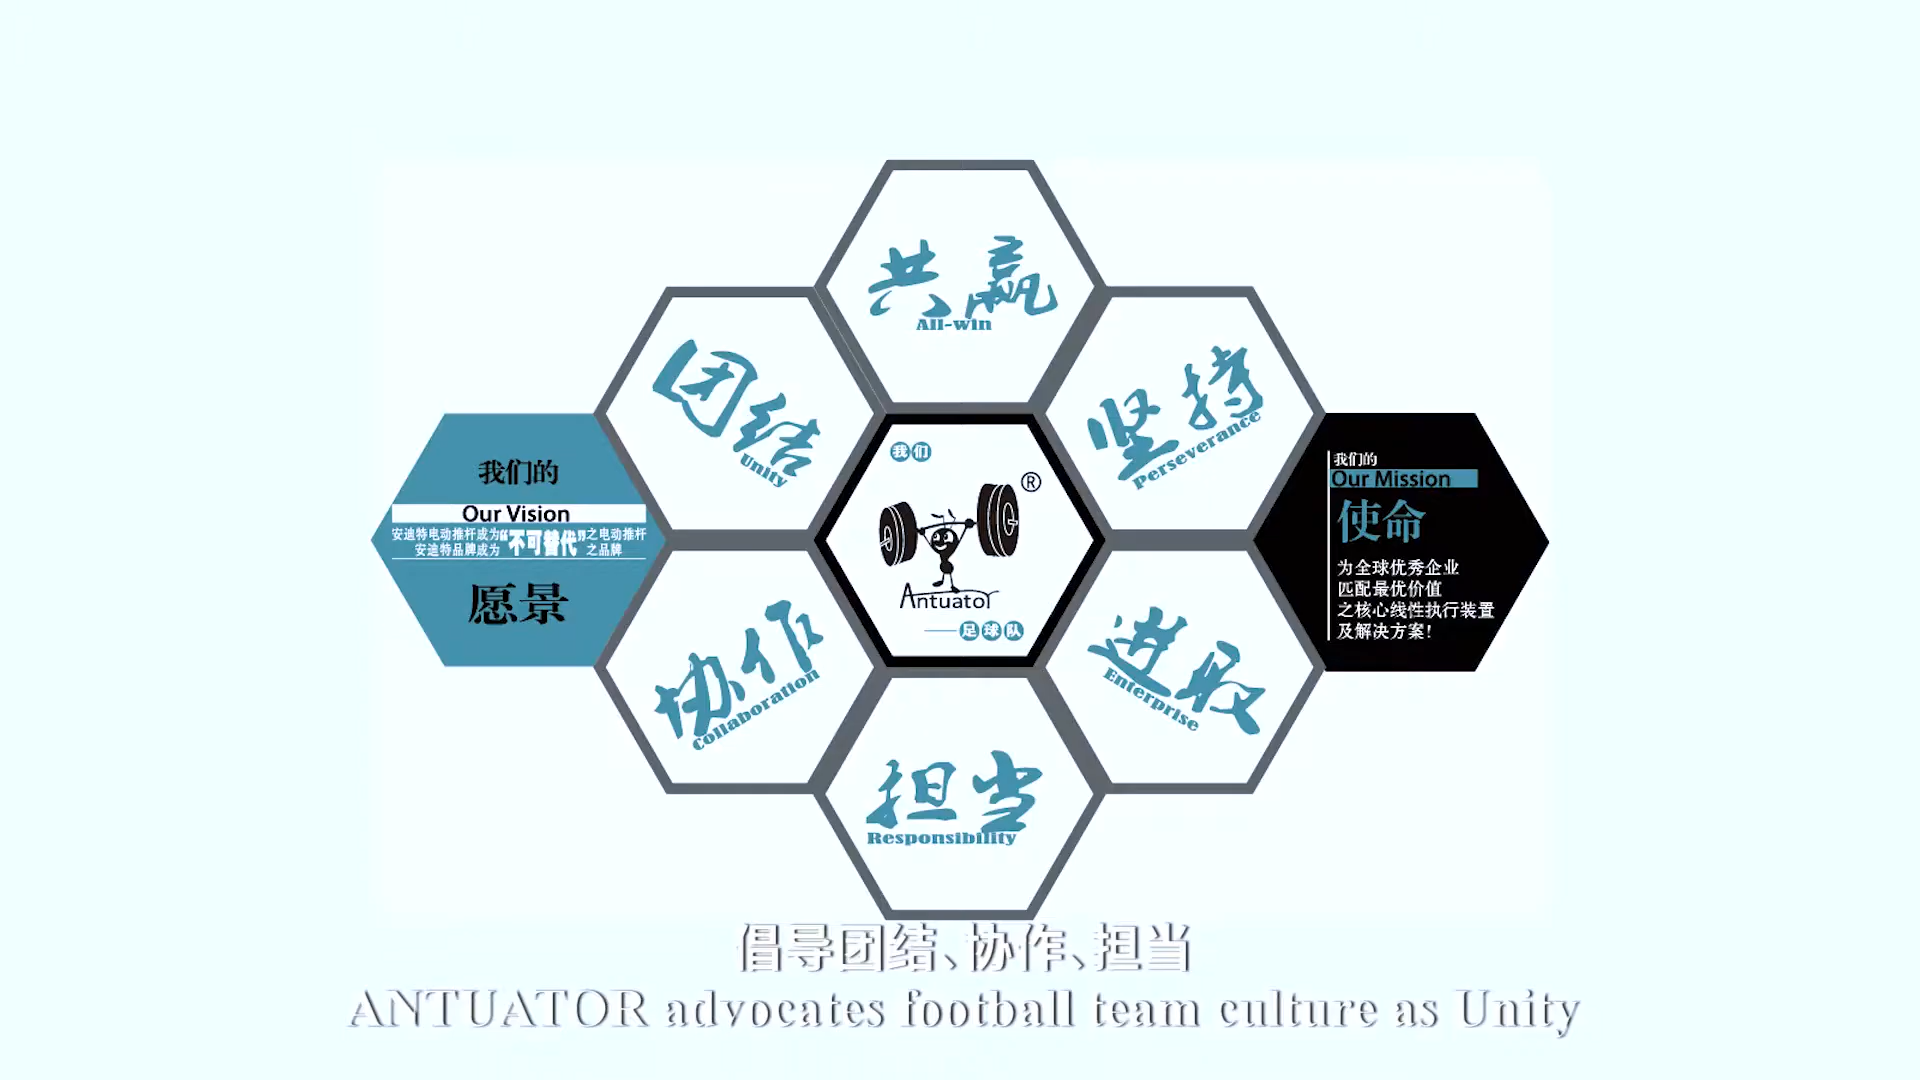 共赢
All-win
团结
Unity
坚持
Perseverance
我们的
Our Vision
安迪特电动推杆成为“不可替代”之电动推杆
安迪特品牌成为“不可替代”之品牌
愿景
我们
®
Antuator
——足球队
我们的
Our Mission
使命
为全球优秀企业
匹配最优价值
之核心线性执行装置
及解决方案!
协作
Collaboration
进取
Enterprise
担当
Responsibility
倡导团结、协作、担当
ANTUATOR advocates football team culture as Unity